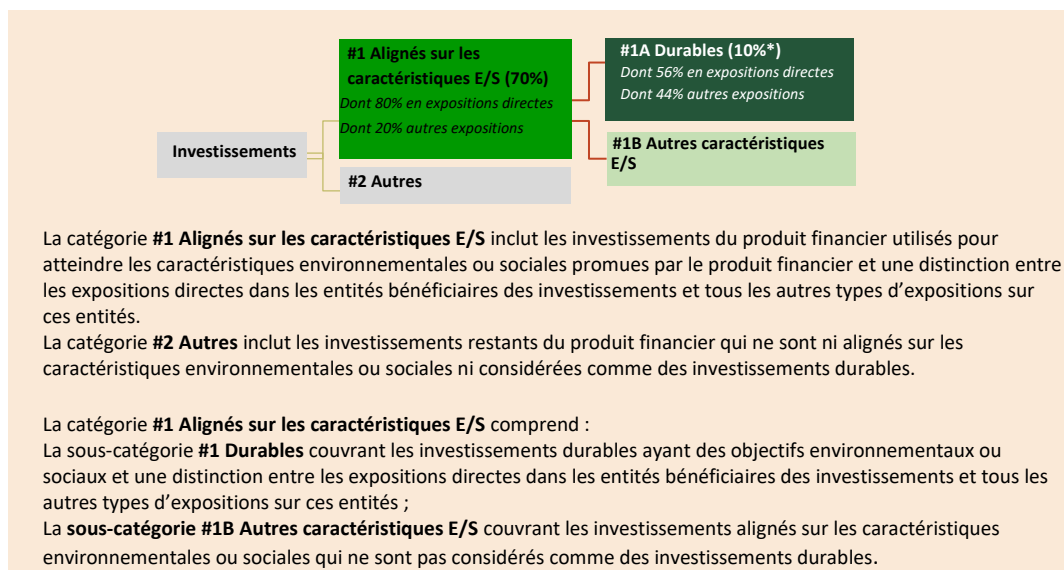 #1 Alignés sur les
caractéristiques E/S (70%)
Dont 80% en expositions directes
Dont 20% autres expositions
#1A Durables (10%*)
Dont 56% en expositions directes
Dont 44% autres expositions
Investissements
#1B Autres caractéristiques
E/S
#2 Autres
La catégorie #1 Alignés sur les caractéristiques E/S inclut les investissements du produit financier utilisés pour
atteindre les caractéristiques environnementales ou sociales promues par le produit financier et une distinction entre
les expositions directes dans les entités bénéficiaires des investissements et tous les autres types d'expositions sur
ces entités.
La catégorie #2 Autres inclut les investissements restants du produit financier qui ne sont ni alignés sur les
caractéristiques environnementales ou sociales ni considérées comme des investissements durables.
La catégorie #1 Alignés sur les caractéristiques E/S comprend :
La sous-catégorie #1 Durables couvrant les investissements durables ayant des objectifs environnementaux ou
sociaux et une distinction entre les expositions directes dans les entités bénéficiaires des investissements et tous les
autres types d'expositions sur ces entités ;
La sous-catégorie #1B Autres caractéristiques E/S couvrant les investissements alignés sur les caractéristiques
environnementales ou sociales qui ne sont pas considérés comme des investissements durables.